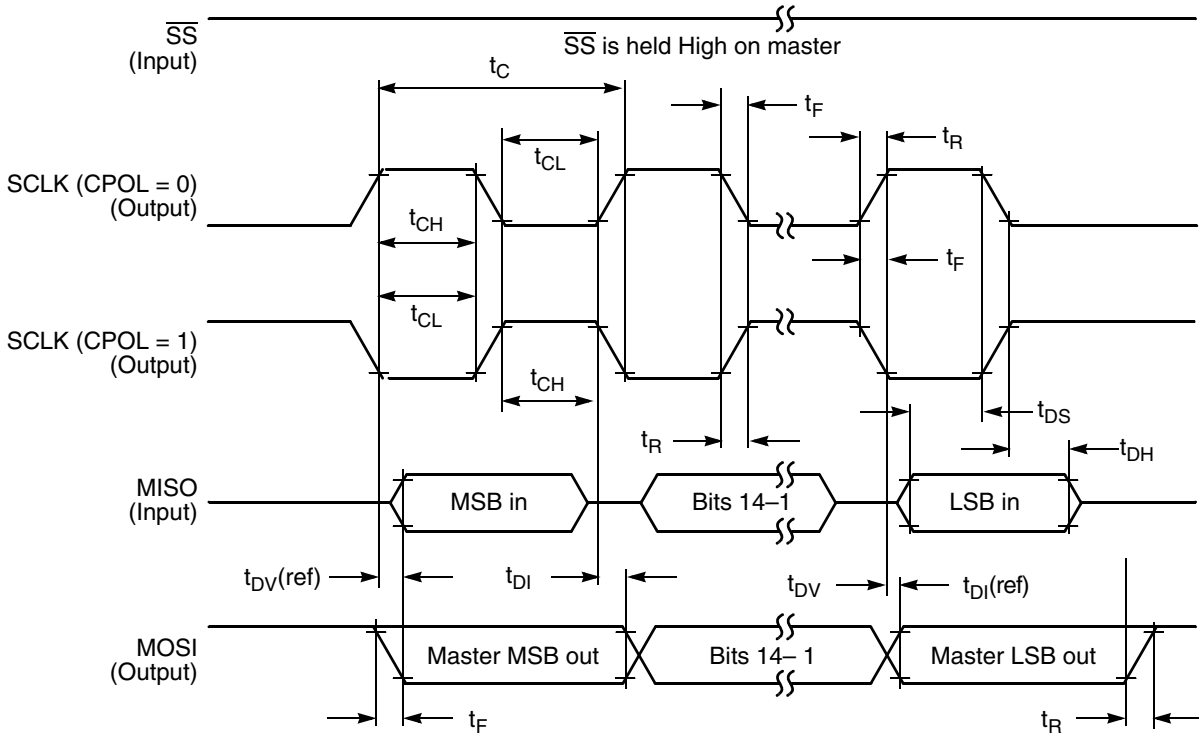 SS
(Input)
SS is held High on master
tC
tF
tR
tCL
SCLK (CPOL = 0)
(Output)
tCH
tF
tCL
SCLK (CPOL = 1)
(Output)
tCH
tDS
tR
tDH
MISO
(Input)
MSB in
Bits 14–1
LSB in
tDV(ref)
tDI
tDV
tDI(ref)
MOSI
(Output)
Master MSB out
Bits 14– 1
Master LSB out
tF
tR